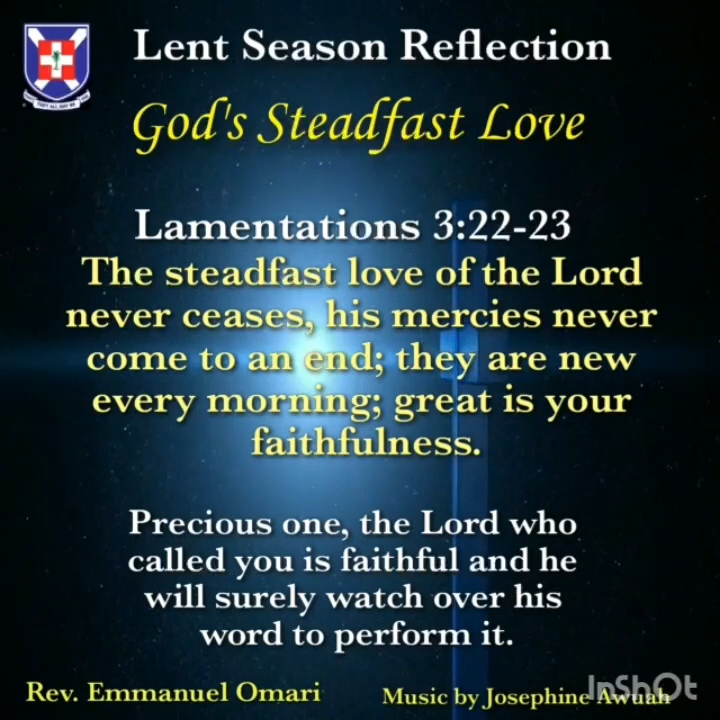 Lent Season Reflection
God's Steadfast Love
Lamentations 3:22-23
The steadfast love of the Lord
never ceases, his mercies never
come to an end; they are new
every morning; great is your
faithfulness.
Precious one, the Lord who
called you is faithful and he
will surely watch over his
word to perform it.
Rev. Emmanuel Omari
Music by Josephine Awuah
InShOt